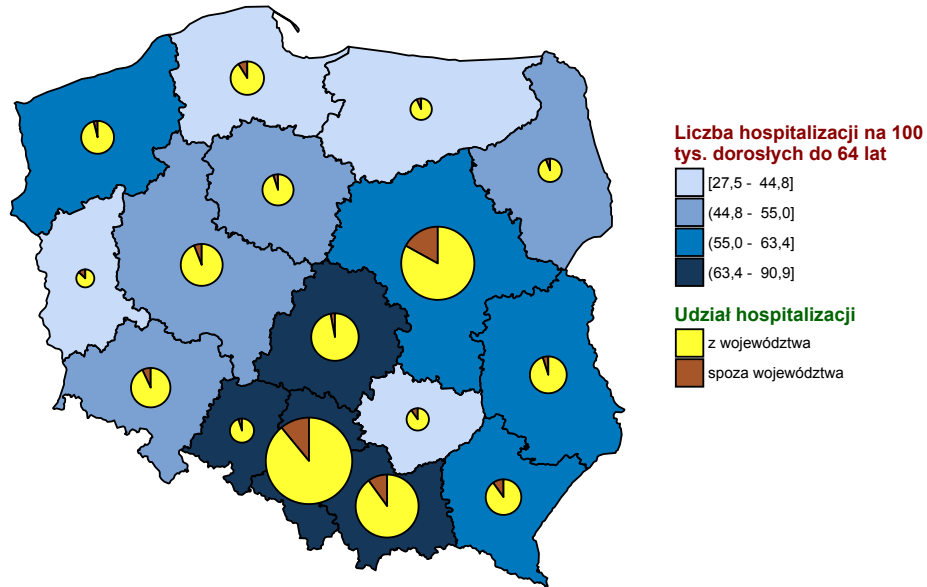 Liczba hospitalizacji na 100
tys. dorosłych do 64 lat
[27,5 - 44,8]
(44,8 - 55,0]
(55,0 - 63,4]
(63,4 - 90,9]
Udział hospitalizacji
z województwa
spoza województwa